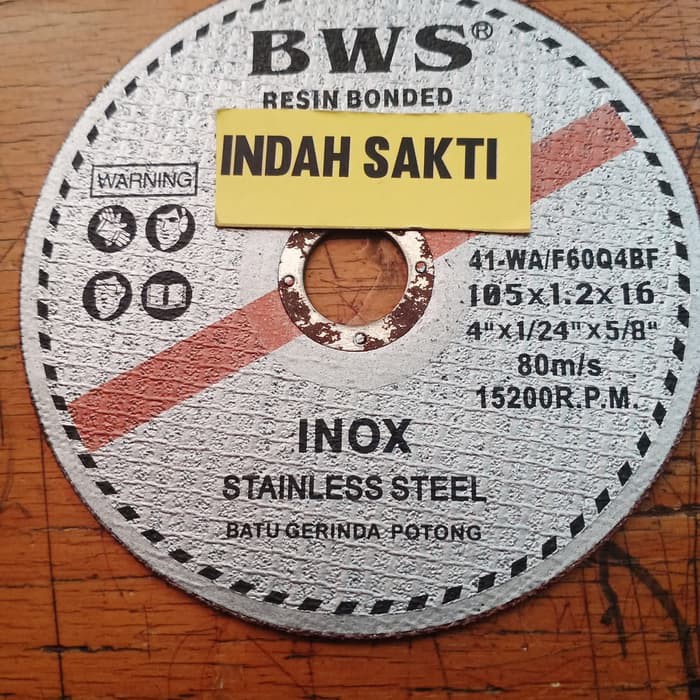 BWS®
RESIN BONDED
INDAH SAKTI
WARNING
41-WA/F60Q4BF
105x1.2x16
4"x1/24"x5/8"
80m/s
15200R.P.M.
INOX
STAINLESS STEEL
BATU GERINDA POTONG